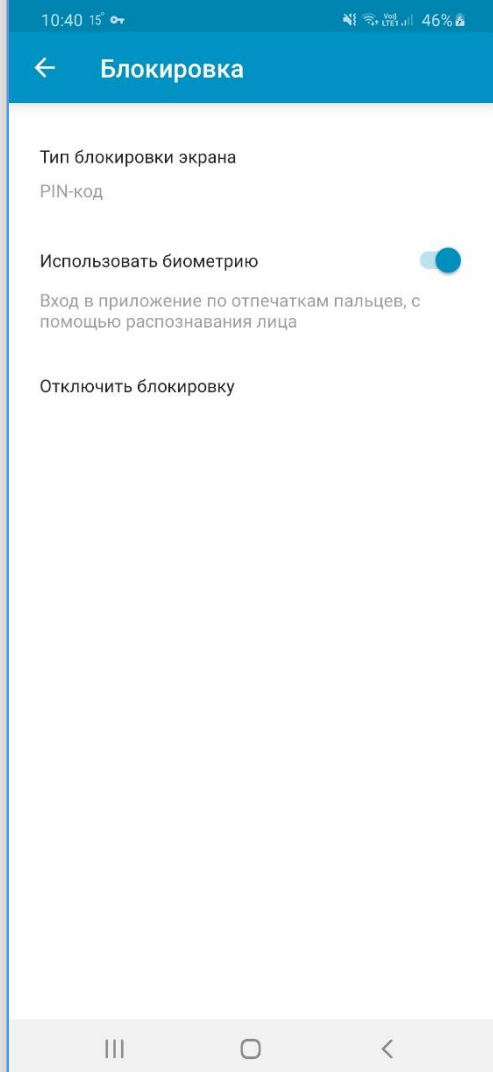 10:40 15° 46%
Блокировка
Тип блокировки экрана
PIN-код
Использовать биометрию
Вход в приложение по отпечаткам пальцев, с
помощью распознавания лица
Отключить блокировку